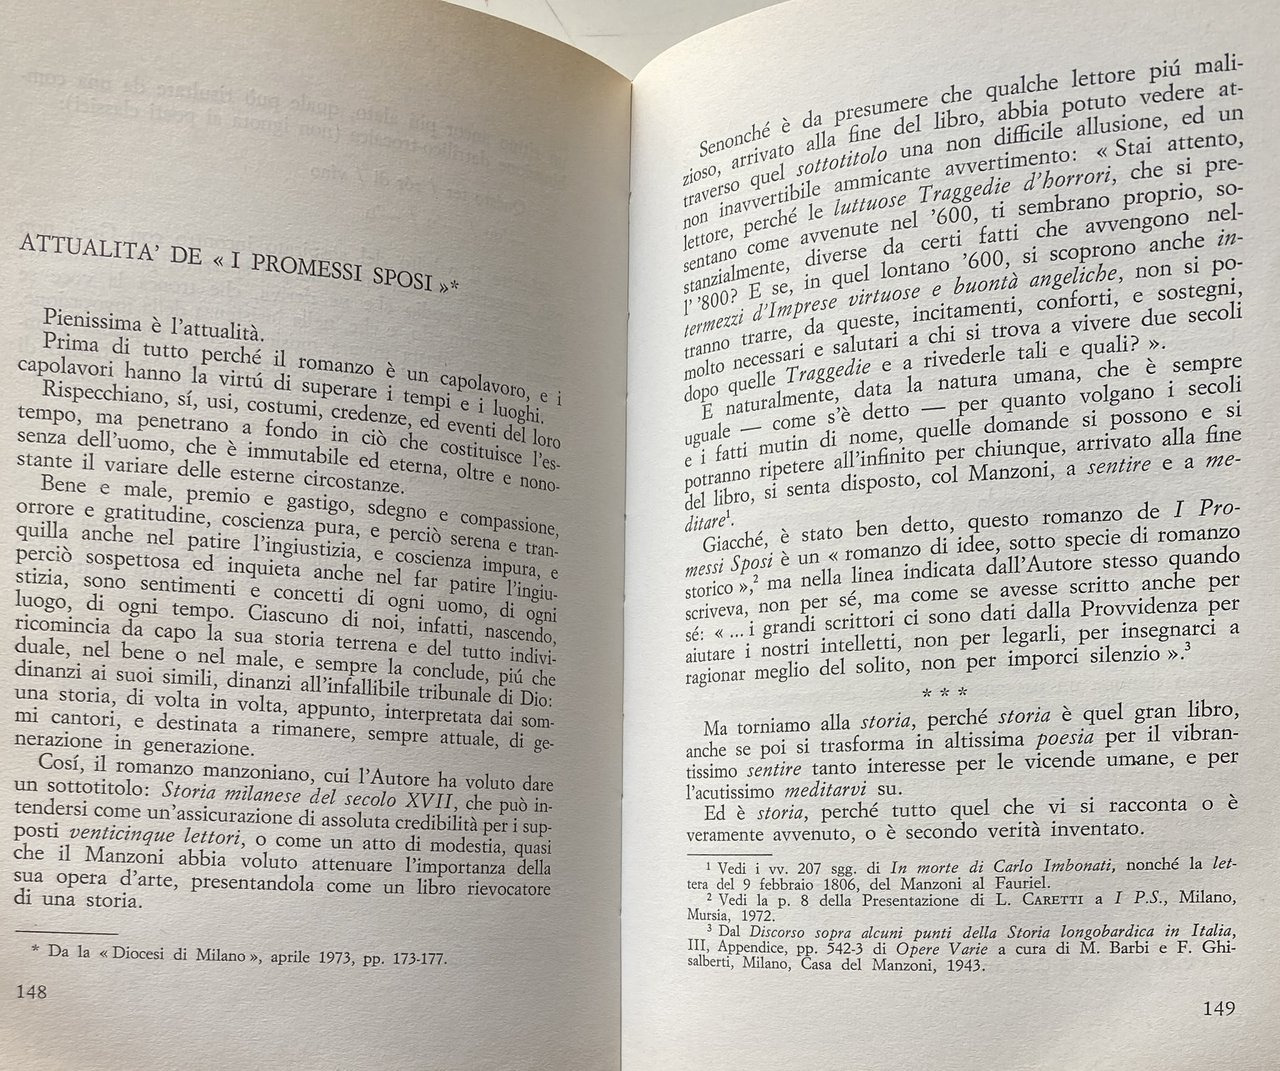 ATTUALITA' DE « I PROMESSI SPOSI »*
Pienissima è l'attualità.
Prima di tutto perché il romanzo è un capolavoro, e i
capolavori hanno la virtú di superare i tempi e i luoghi.
Rispecchiano, sí, usi, costumi, credenze, ed eventi del loro
tempo, ma penetrano a fondo in ciò che costituisce l'es-
senza dell'uomo, che è immutabile ed eterna, oltre e nono-
stante il variare delle esterne circostanze.
Bene e male, premio e gastigo, sdegno e compassione,
orrore e gratitudine, coscienza pura, e perciò serena e tran-
quilla anche nel patire l'ingiustizia, e coscienza impura, e
perciò sospettosa ed inquieta anche nel far patire l'ingiu-
stizia, sono sentimenti e concetti di ogni uomo, di ogni
luogo, di ogni tempo. Ciascuno di noi, infatti, nascendo,
ricomincia da capo la sua storia terrena e del tutto indivi-
duale, nel bene o nel male, e sempre la conclude, piú che
dinanzi ai suoi simili, dinanzi all'infallibile tribunale di Dio:
una storia, di volta in volta, appunto, interpretata dai som-
mi cantori, e destinata a rimanere, sempre attuale, di ge-
nerazione in generazione.
Cosí, il romanzo manzoniano, cui l'Autore ha voluto dare
un sottotitolo: Storia milanese del secolo XVII, che può in-
tendersi come un'assicurazione di assoluta credibilità per i sup-
posti venticinque lettori, o come un atto di modestia, quasi
che il Manzoni abbia voluto attenuare l'importanza della
sua opera d'arte, presentandola come un libro rievocatore
di una storia.
* Da la « Diocesi di Milano », aprile 1973, pp. 173-177.
148
Senonché è da presumere che qualche lettore piú mali-
zioso, arrivato alla fine del libro, abbia potuto vedere at-
traverso quel sottotitolo una non difficile allusione, ed un
non inavvertibile ammicante avvertimento: « Stai attento,
lettore, perché le luttuose Traggedie d'horrori, che si pre-
sentano come avvenute nel '600, ti sembrano proprio, so-
stanzialmente, diverse da certi fatti che avvengono nel-
l' '800? E se, in quel lontano '600, si scoprono anche in-
termezzi d'Imprese virtuose e buontà angeliche, non si po-
tranno trarre, da queste, incitamenti, conforti, e sostegni,
molto necessari e salutari a chi si trova a vivere due secoli
dopo quelle Traggedie e a rivederle tali e quali? ».
E naturalmente, data la natura umana, che è sempre
uguale — come s'è detto — per quanto volgano i secoli
e i fatti mutin di nome, quelle domande si possono e si
potranno ripetere all'infinito per chiunque, arrivato alla fine
del libro, si senta disposto, col Manzoni, a sentire e a me-
ditare¹.
Giacché, è stato ben detto, questo romanzo de I Pro-
messi Sposi è un « romanzo di idee, sotto specie di romanzo
storico »,² ma nella linea indicata dall'Autore stesso quando
scriveva, non per sé, ma come se avesse scritto anche per
sé: « ... i grandi scrittori ci sono dati dalla Provvidenza per
aiutare i nostri intelletti, non per legarli, per insegnarci a
ragionar meglio del solito, non per imporci silenzio ».³
* * *
Ma torniamo alla storia, perché storia è quel gran libro,
anche se poi si trasforma in altissima poesia per il vibran-
tissimo sentire tanto interesse per le vicende umane, e per
l'acutissimo meditarvi su.
Ed è storia, perché tutto quel che vi si racconta o è
veramente avvenuto, o è secondo verità inventato.
¹ Vedi i vv. 207 sgg. di In morte di Carlo Imbonati, nonché la let-
tera del 9 febbraio 1806, del Manzoni al Fauriel.
² Vedi la p. 8 della Presentazione di L. CARETTI a I P.S., Milano,
Mursia, 1972.
³ Dal Discorso sopra alcuni punti della Storia longobardica in Italia,
III, Appendice, pp. 542-3 di Opere Varie a cura di M. Barbi e F. Ghi-
salberti, Milano, Casa del Manzoni, 1943.
149